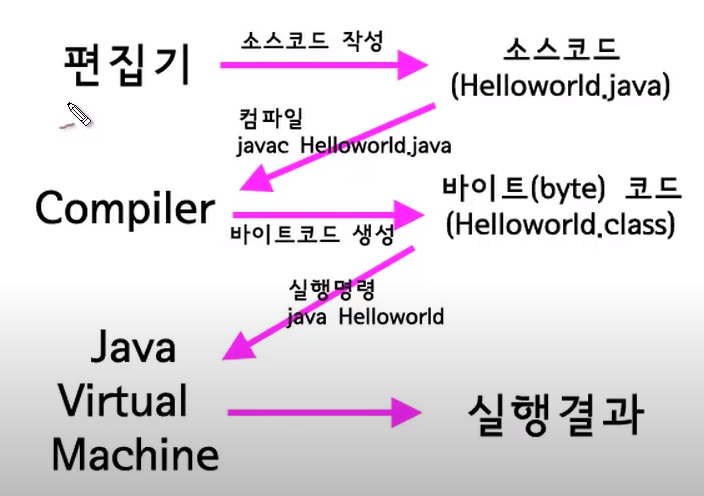 편집기
소스코드 작성
소스코드
(Helloworld.java)
컴파일
javac Helloworld.java
Compiler
바이트코드 생성
바이트(byte) 코드
(Helloworld.class)
실행명령
java Helloworld
Java
Virtual
Machine
실행결과